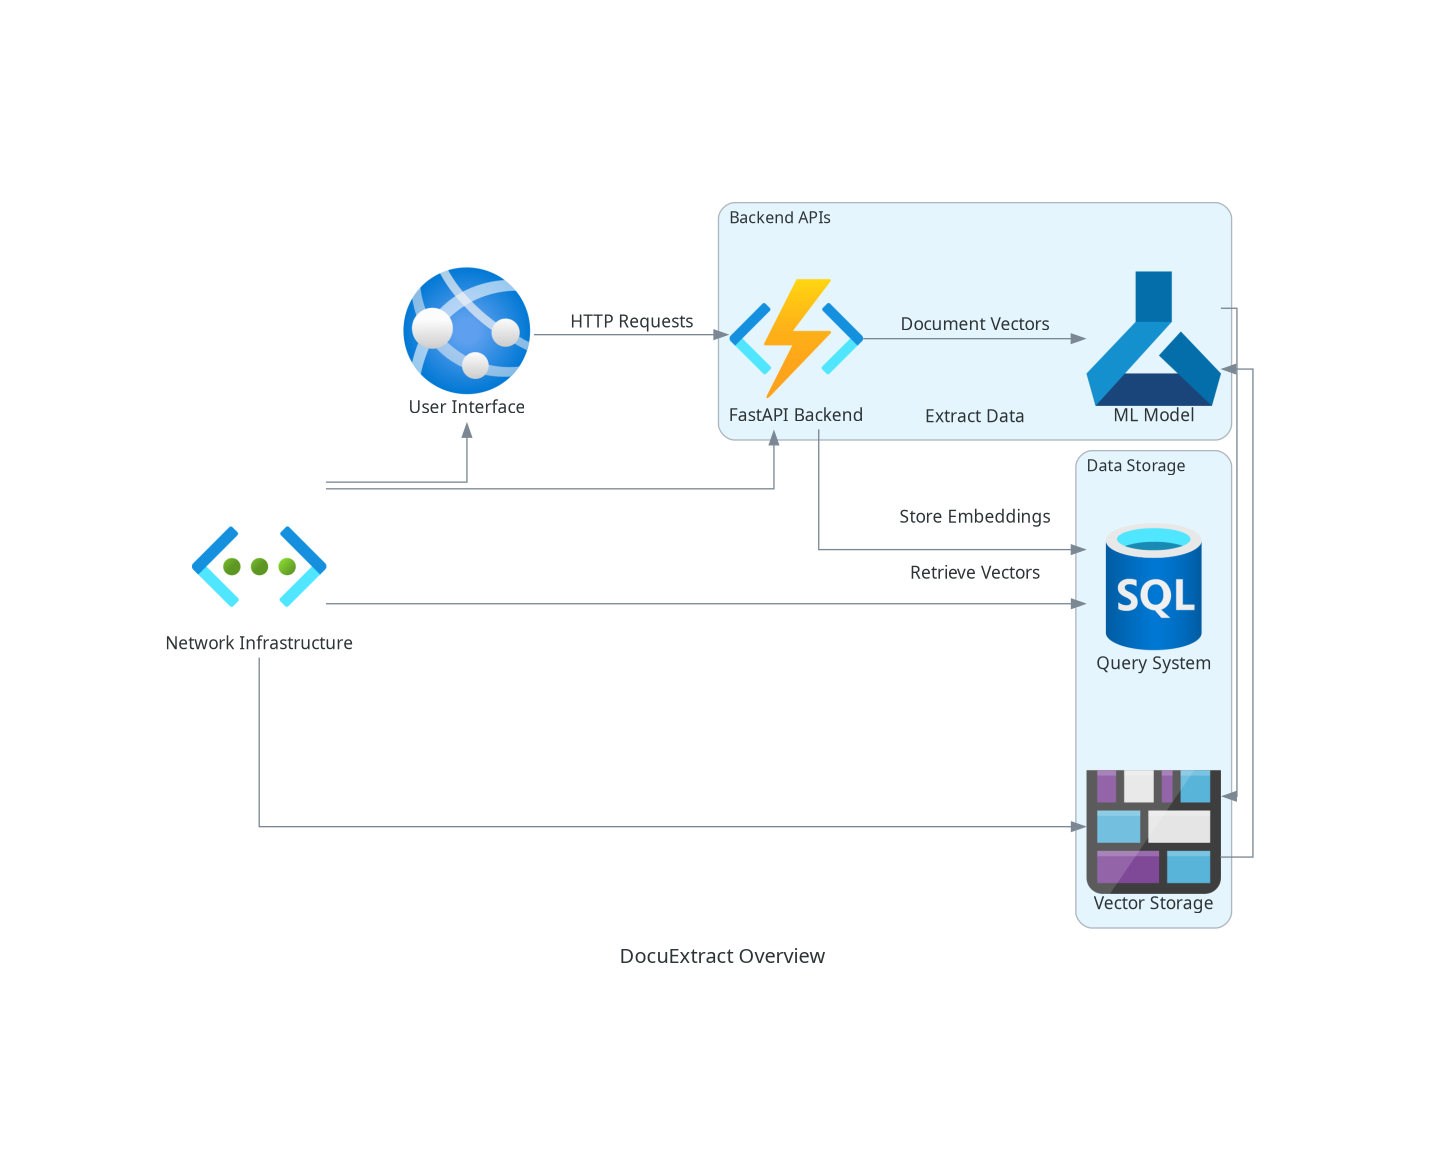 Backend APIs
HTTP Requests
Document Vectors
User Interface
FastAPI Backend
Extract Data
ML Model
Data Storage
Store Embeddings
Retrieve Vectors
SQL
Network Infrastructure
Query System
Vector Storage
DocuExtract Overview